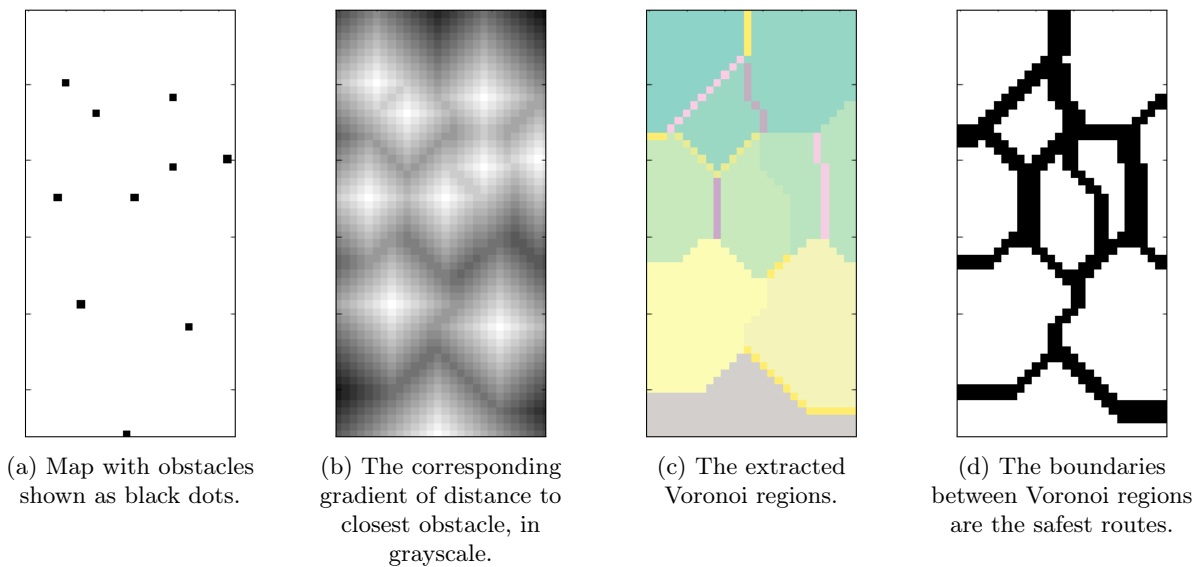 (a) Map with obstacles
shown as black dots.
(b) The corresponding
gradient of distance to
closest obstacle, in
grayscale.
(c) The extracted
Voronoi regions.
(d) The boundaries
between Voronoi regions
are the safest routes.